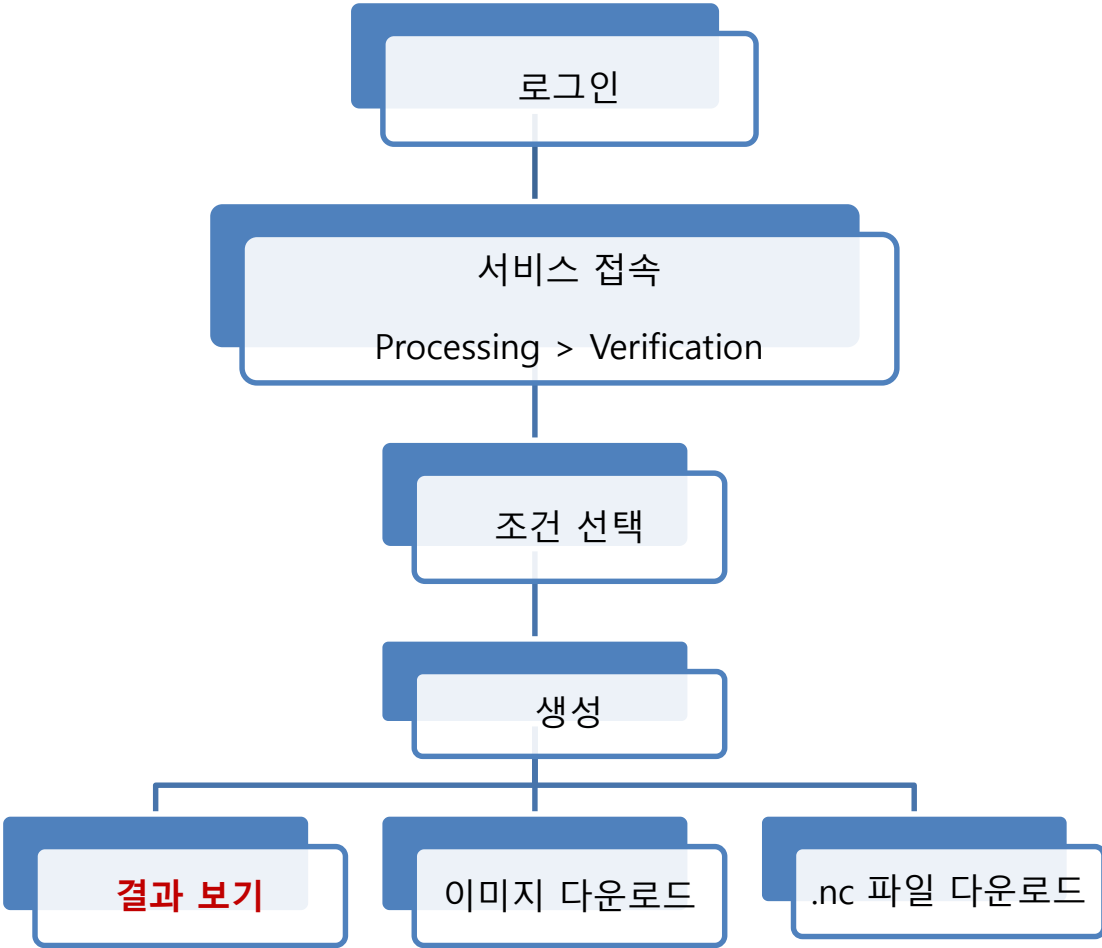 로그인
서비스 접속
Processing > Verification
조건 선택
생성
결과 보기
이미지 다운로드
.nc 파일 다운로드